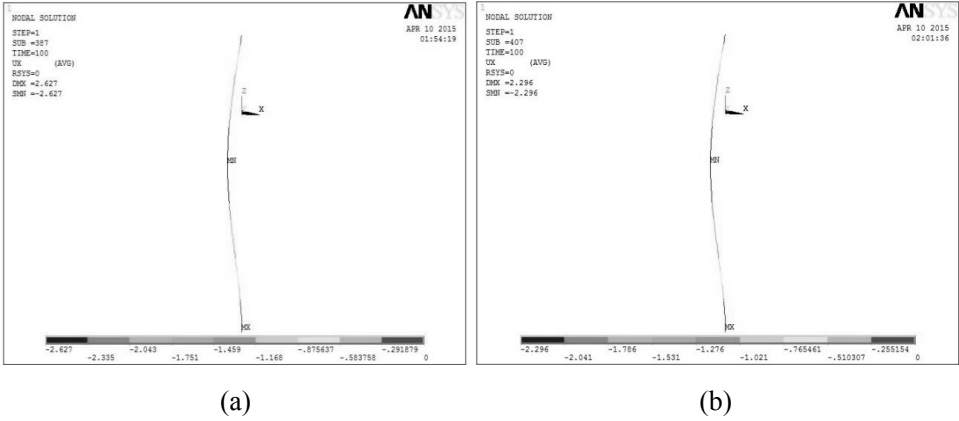 1
NODAL SOLUTION
STEP=1
SUB =387
TIME=100
UX (AVG)
RSYS=0
DMX =2.627
SMN =-2.627
ANSYS
APR 10 2015
01:54:19
Z
X
MN
MX
-2.627 -2.043 -1.459 -.875637 -.291879
-2.335 -1.751 -1.168 -.583758 0
(a)
1
NODAL SOLUTION
STEP=1
SUB =407
TIME=100
UX (AVG)
RSYS=0
DMX =2.296
SMN =-2.296
ANSYS
APR 10 2015
02:01:36
Z
X
MN
MX
-2.296 -1.786 -1.276 -.765461 -.255154
-2.041 -1.531 -1.021 -.510307 0
(b)